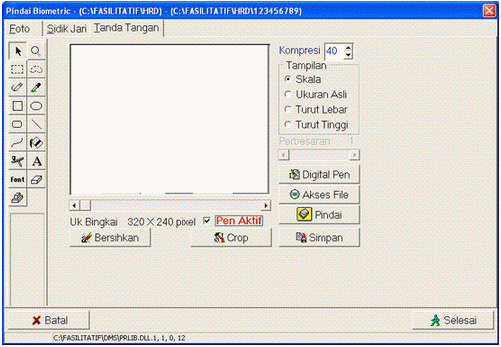 Pindai Biometric - (C:\FASILITATIF\HRD) - (C:\FASILITATIF\HRD\123456789)
Foto Sidik Jari Tanda Tangan
Kompresi 40
Tampilan
Skala
Ukuran Asli
Turut Lebar
Turut Tinggi
Perbesaran 1
A
font
Digital Pen
Akses File
Pindai
Simpan
Uk Bingkai 320 X 240 pixel Pen Aktif
Bersihkan Crop
Batal Selesai
C:\FASILITATIF\DMS\PRLIB.DLL.1, 1, 0, 12